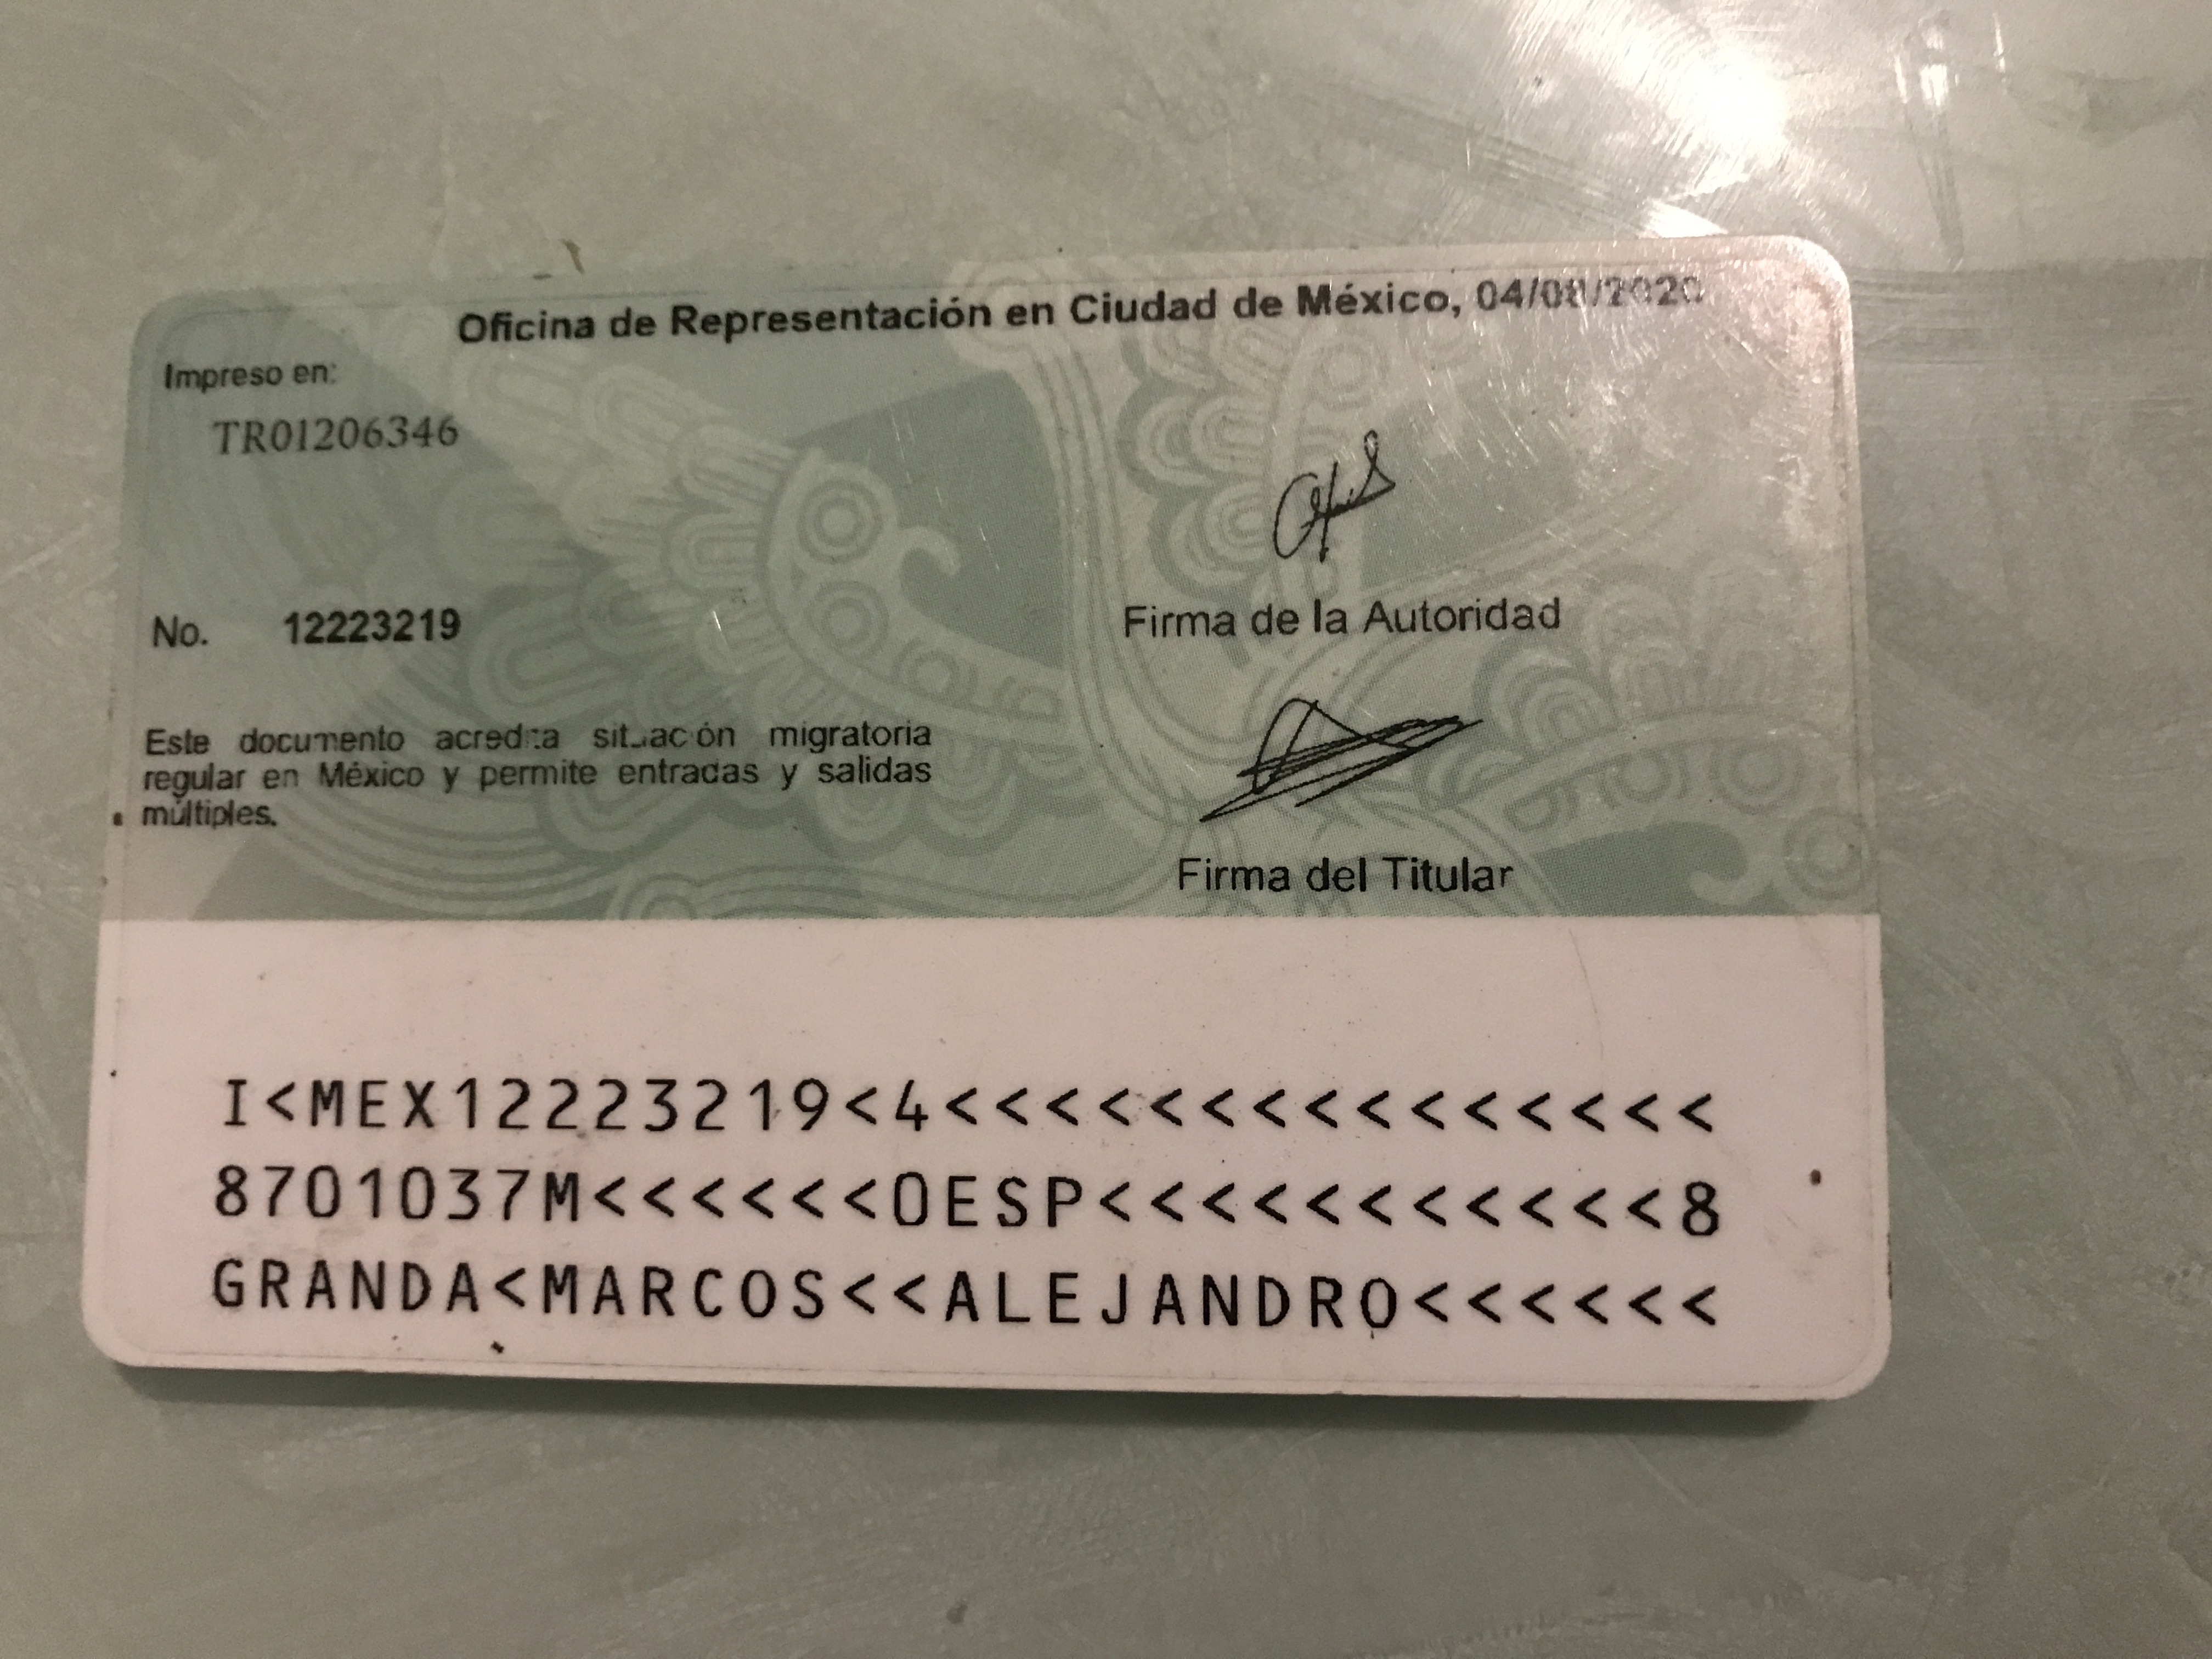 Oficina de Representación en Ciudad de México, 04/08/2020
Impreso en:
TR01206346
No. 12223219
Firma de la Autoridad
Este documento acredita situación migratoria
regular en México y permite entradas y salidas
múltiples.
Firma del Titular
I<MEX12223219<4<<<<<<<<<<<<<<<
8701037M<<<<<<0ESP<<<<<<<<<<<8
GRANDA<MARCOS<<ALEJANDRO<<<<<<